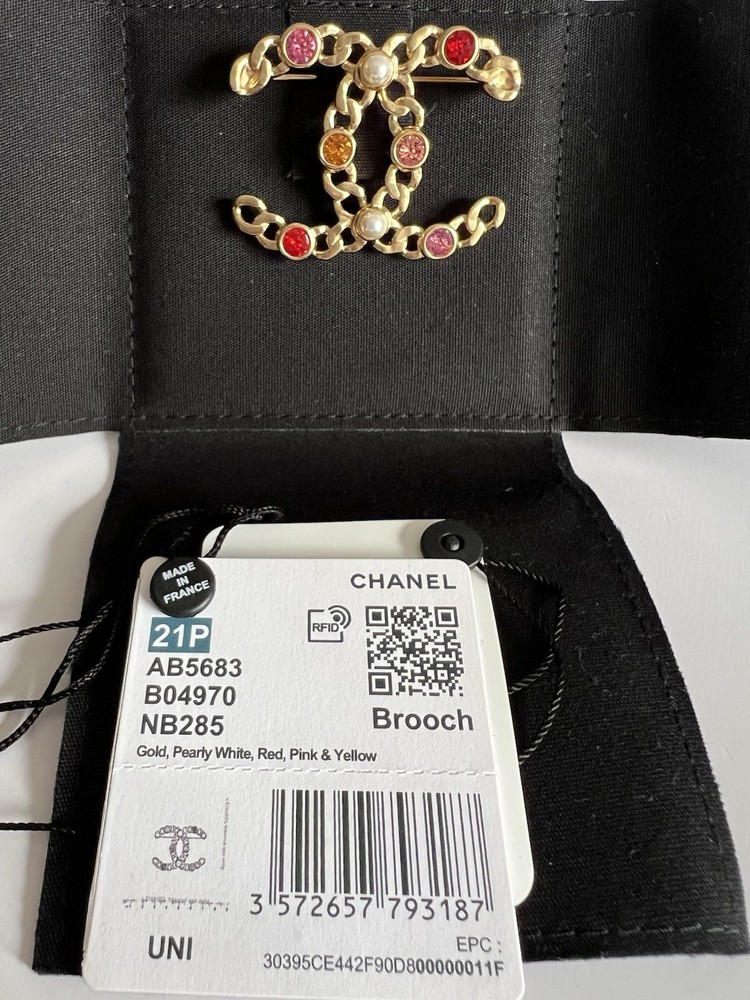 MADE
IN
FRANCE
CHANEL
21P
RFID
AB5683
B04970
NB285
Brooch
Gold, Pearly White, Red, Pink & Yellow
3 572657 793187
UNI
EPC :
30395CE442F90D800000011F